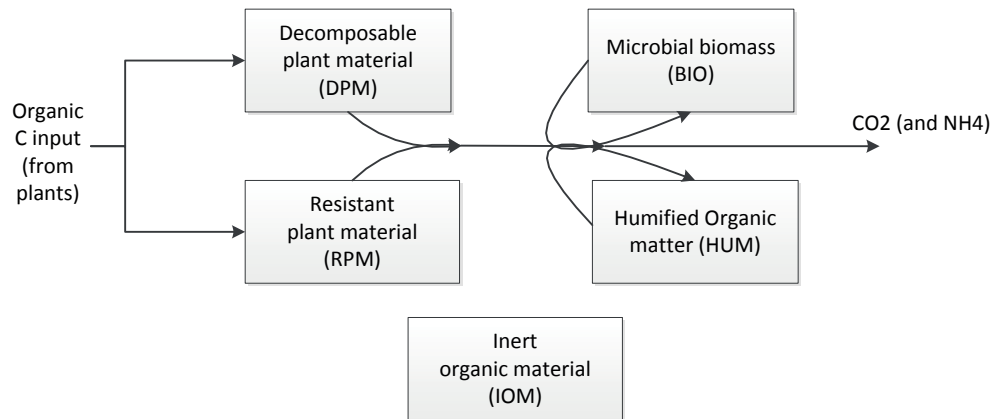 Organic
C input
(from
plants)
Decomposable
plant material
(DPM)
Resistant
plant material
(RPM)
Microbial biomass
(BIO)
Humified Organic
matter (HUM)
CO2 (and NH4)
Inert
organic material
(IOM)